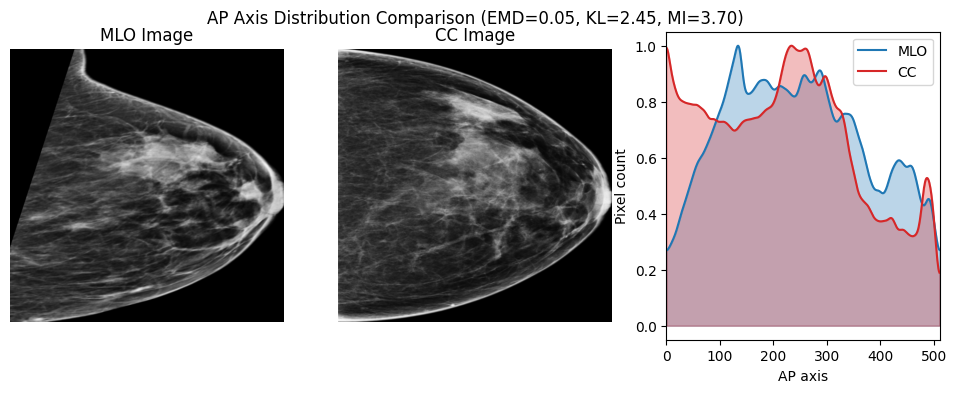 AP Axis Distribution Comparison (EMD=0.05, KL=2.45, MI=3.70)
MLO Image
CC Image
MLO
CC
Pixel count
1.0
0.8
0.6
0.4
0.2
0.0
0 100 200 300 400 500
AP axis